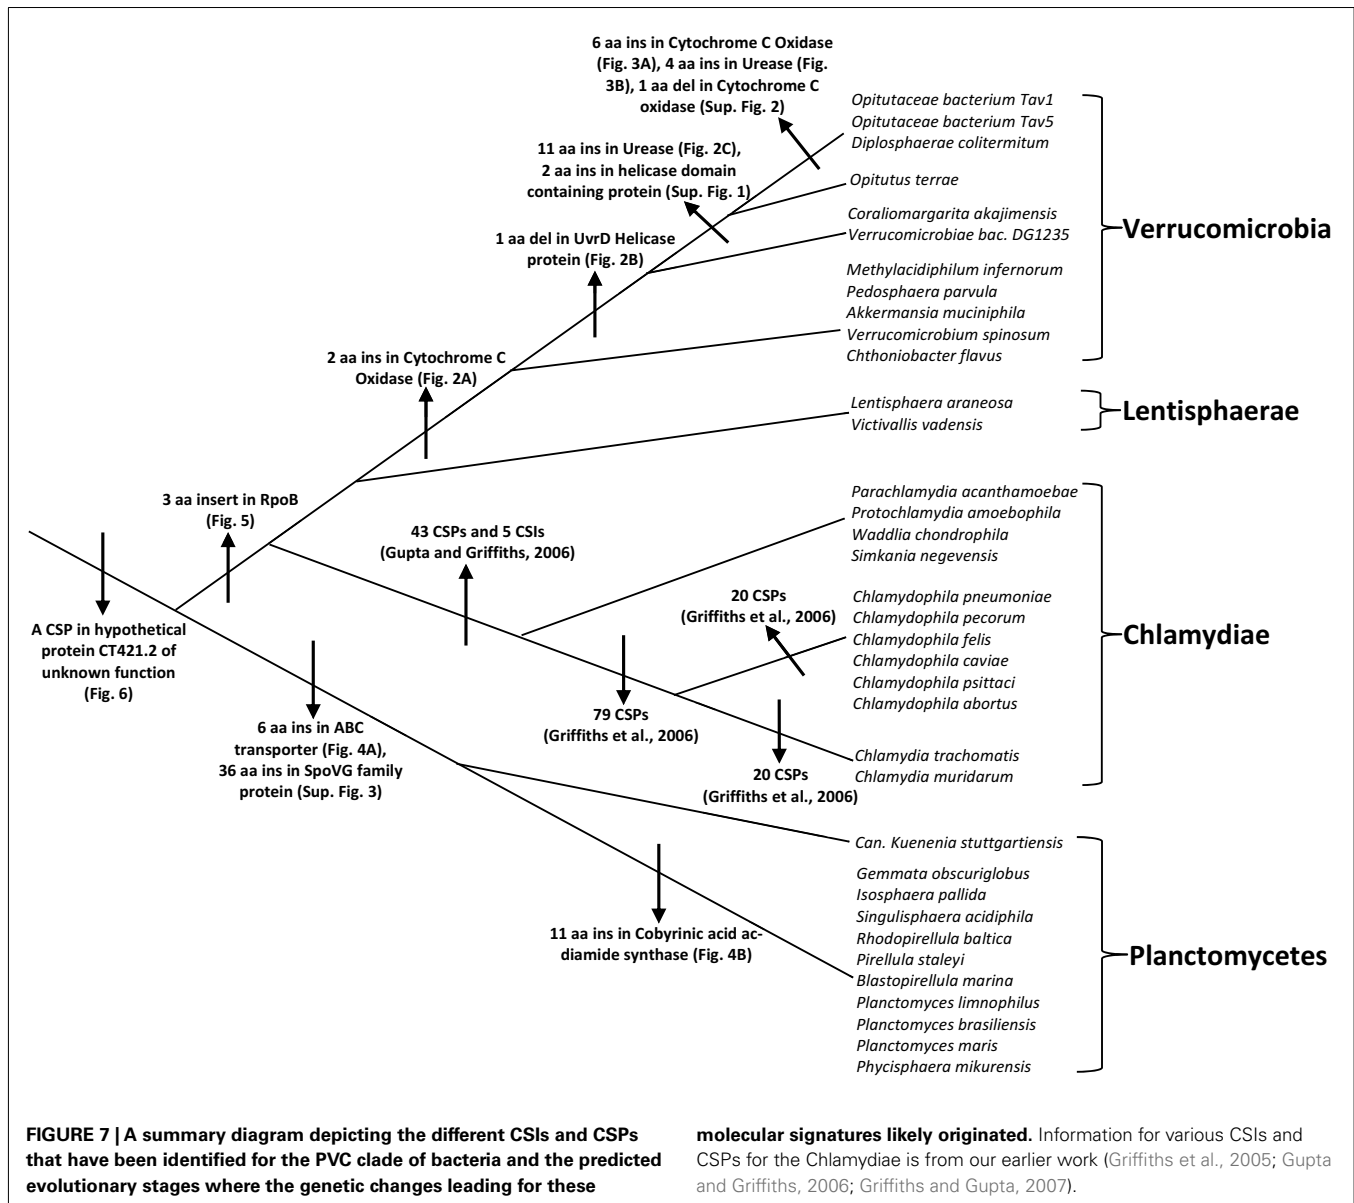 6 aa ins in Cytochrome C Oxidase
(Fig. 3A), 4 aa ins in Urease (Fig.
3B), 1 aa del in Cytochrome C
oxidase (Sup. Fig. 2)
11 aa ins in Urease (Fig. 2C),
2 aa ins in helicase domain
containing protein (Sup. Fig. 1)
1 aa del in UvrD Helicase
protein (Fig. 2B)
2 aa ins in Cytochrome C
Oxidase (Fig. 2A)
3 aa insert in RpoB
(Fig. 5)
43 CSPs and 5 CSIs
(Gupta and Griffiths, 2006)
20 CSPs
(Griffiths et al., 2006)
A CSP in hypothetical
protein CT421.2 of
unknown function
(Fig. 6)
6 aa ins in ABC
transporter (Fig. 4A),
36 aa ins in SpoVG family
protein (Sup. Fig. 3)
79 CSPs
(Griffiths et al., 2006)
20 CSPs
(Griffiths et al., 2006)
11 aa ins in Cobyrinic acid ac-
diamide synthase (Fig. 4B)
Opitutaceae bacterium Tav1
Opitutaceae bacterium Tav5
Diplosphaerae colitermitum
Opitutus terrae
Coraliomargarita akajimensis
Verrucomicrobiae bac. DG1235
Methylacidiphilum infernorum
Pedosphaera parvula
Akkermansia muciniphila
Verrucomicrobium spinosum
Chthoniobacter flavus
Verrucomicrobia
Lentisphaera araneosa
Victivallis vadensis
Lentisphaerae
Parachlamydia acanthamoebae
Protochlamydia amoebophila
Waddlia chondrophila
Simkania negevensis
Chlamydophila pneumoniae
Chlamydophila pecorum
Chlamydophila felis
Chlamydophila caviae
Chlamydophila psittaci
Chlamydophila abortus
Chlamydia trachomatis
Chlamydia muridarum
Chlamydiae
Can. Kuenenia stuttgartiensis
Gemmata obscuriglobus
Isosphaera pallida
Singulisphaera acidiphila
Rhodopirellula baltica
Pirellula staleyi
Blastopirellula marina
Planctomyces limnophilus
Planctomyces brasiliensis
Planctomyces maris
Phycisphaera mikurensis
Planctomycetes
FIGURE 7 | A summary diagram depicting the different CSIs and CSPs
that have been identified for the PVC clade of bacteria and the predicted
evolutionary stages where the genetic changes leading for these
molecular signatures likely originated. Information for various CSIs and
CSPs for the Chlamydiae is from our earlier work (Griffiths et al., 2005; Gupta
and Griffiths, 2006; Griffiths and Gupta, 2007).